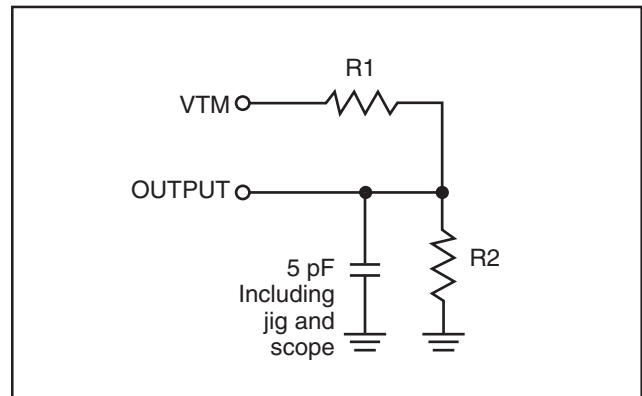 R1
VTM
OUTPUT
R2
5 pF
Including
jig and
scope